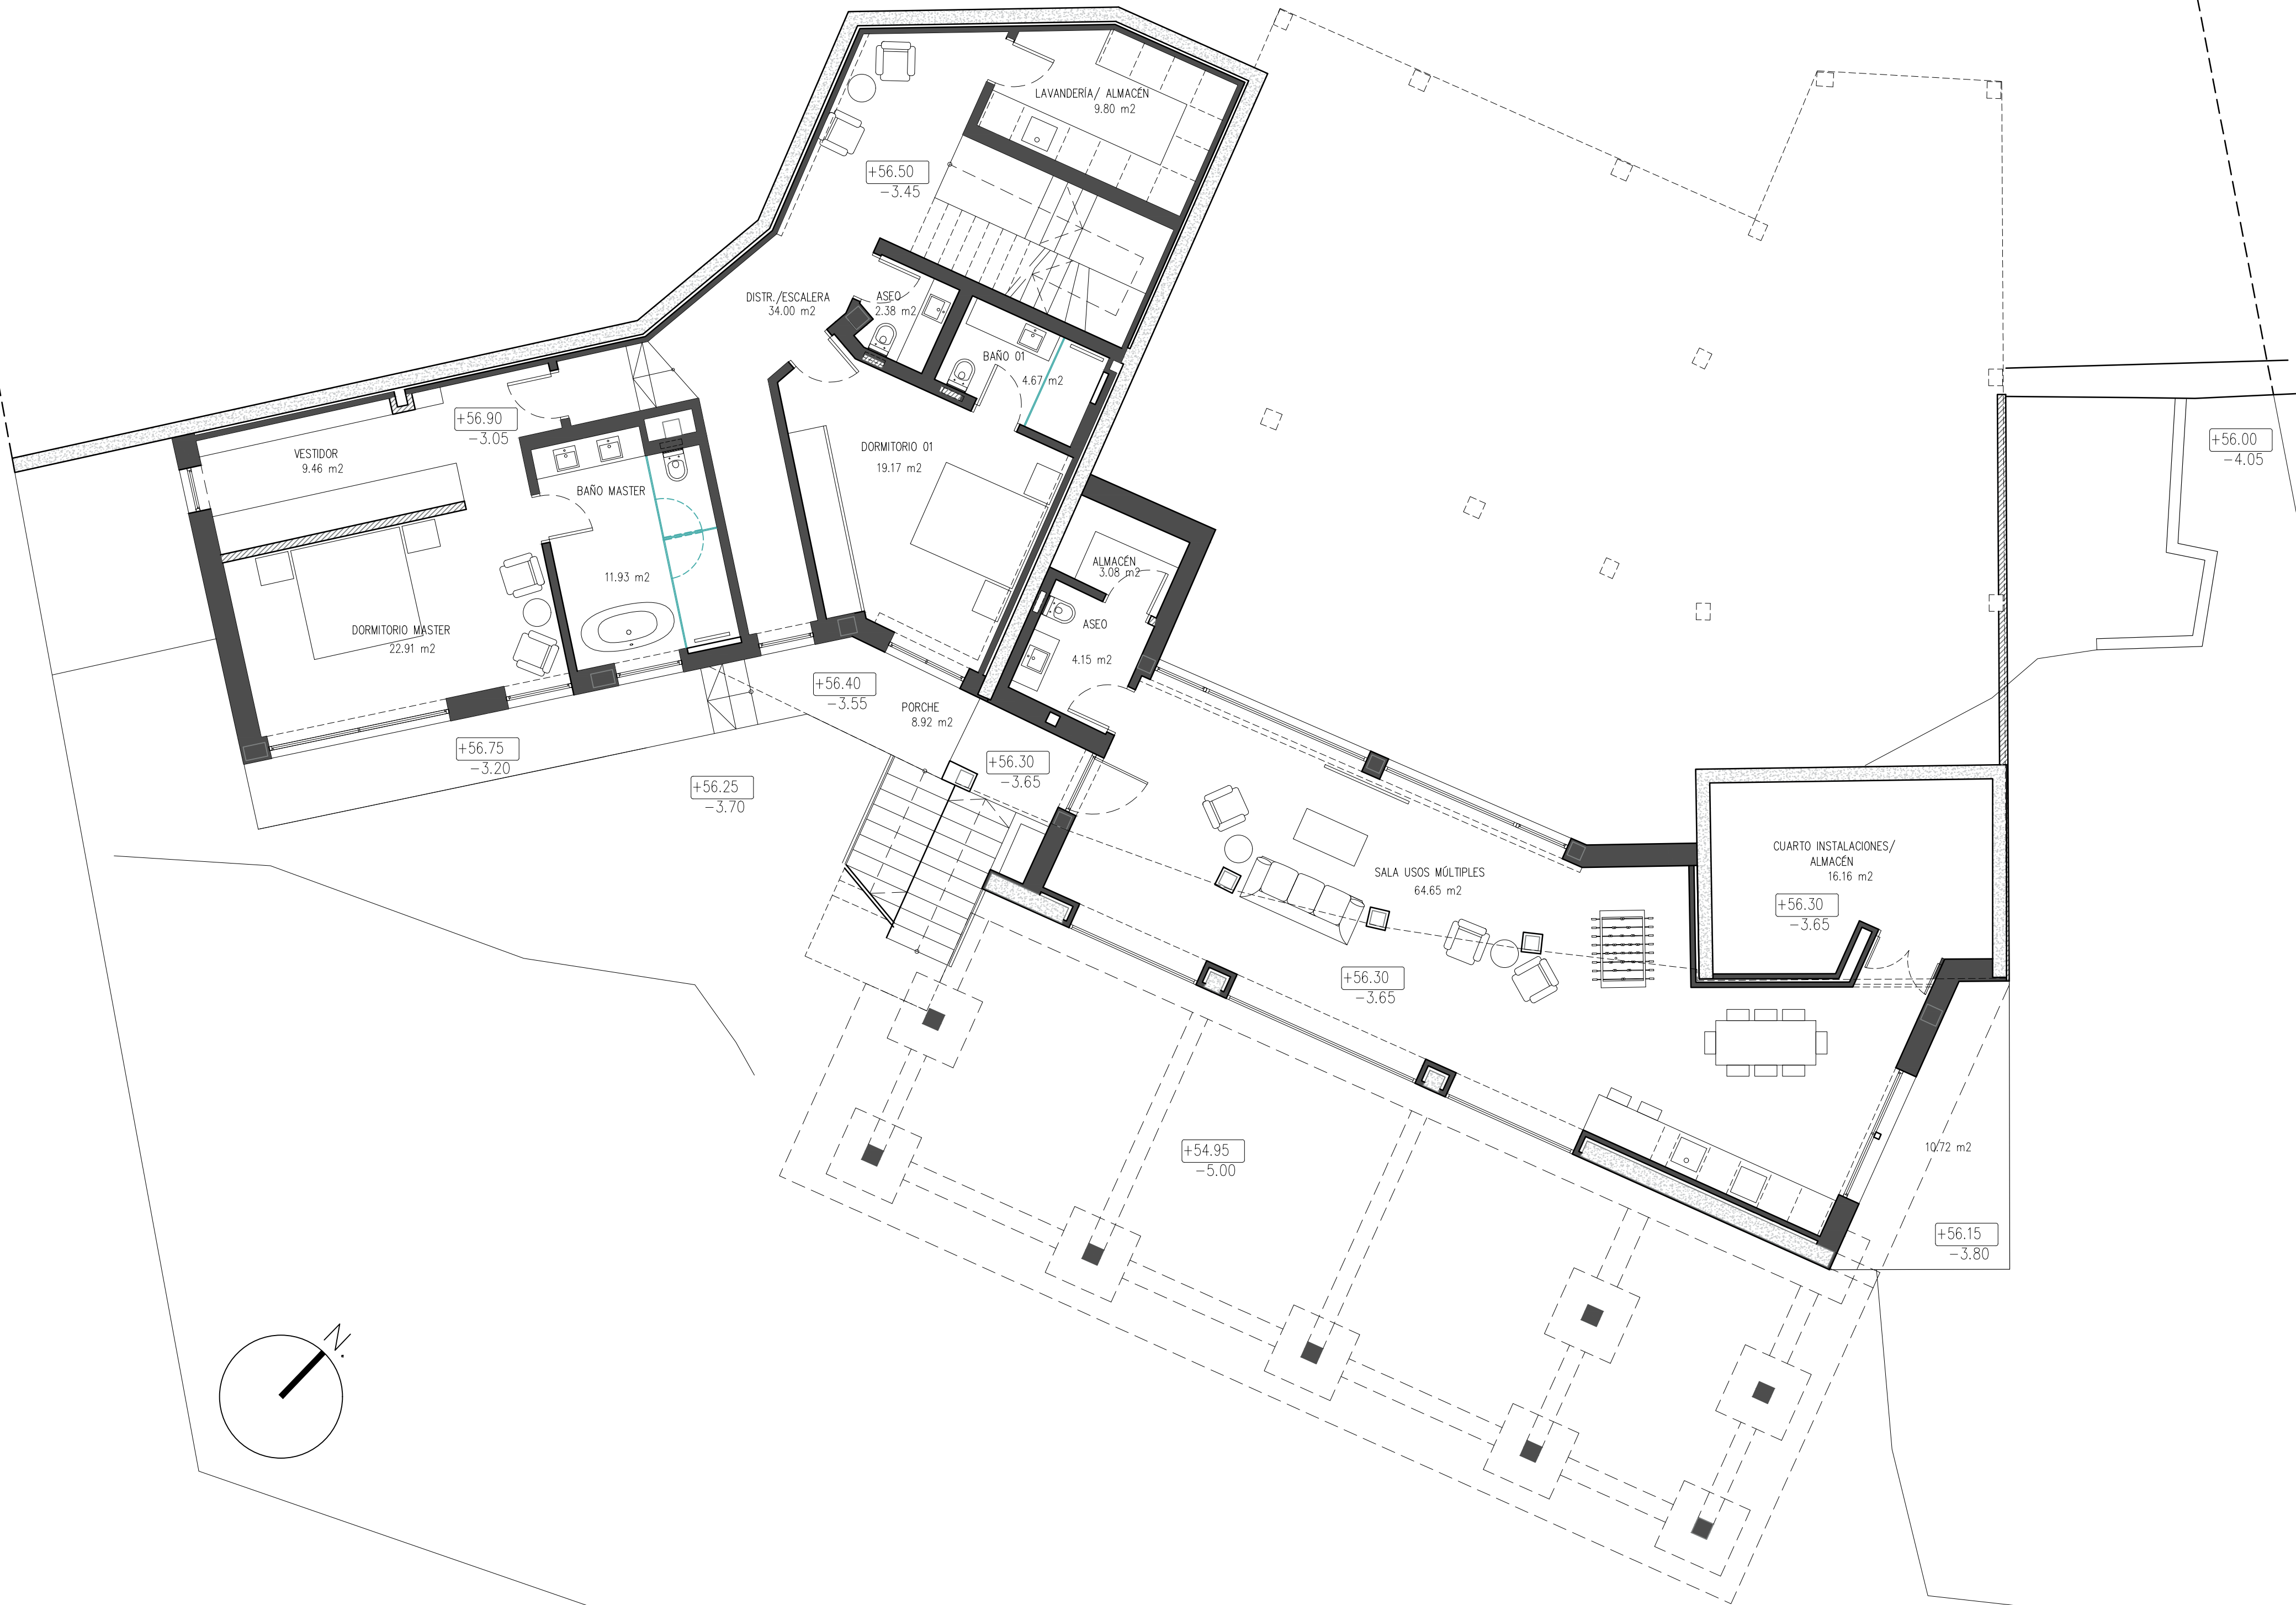 LAVANDERÍA/ ALMACÉN
9.80 m2
+56.50
-3.45
DISTR./ESCALERA
34.00 m2
ASEO
2.38 m2
BAÑO 01
4.67 m2
+56.90
-3.05
VESTIDOR
9.46 m2
BAÑO MASTER
11.93 m2
DORMITORIO 01
19.17 m2
+56.00
-4.05
ALMACÉN
3.08 m2
ASEO
4.15 m2
DORMITORIO MASTER
22.91 m2
+56.40
-3.55
PORCHE
8.92 m2
+56.75
-3.20
+56.30
-3.65
+56.25
-3.70
SALA USOS MÚLTIPLES
64.65 m2
CUARTO INSTALACIONES/
ALMACÉN
16.16 m2
+56.30
-3.65
+56.30
-3.65
+54.95
-5.00
10.72 m2
+56.15
-3.80
N.